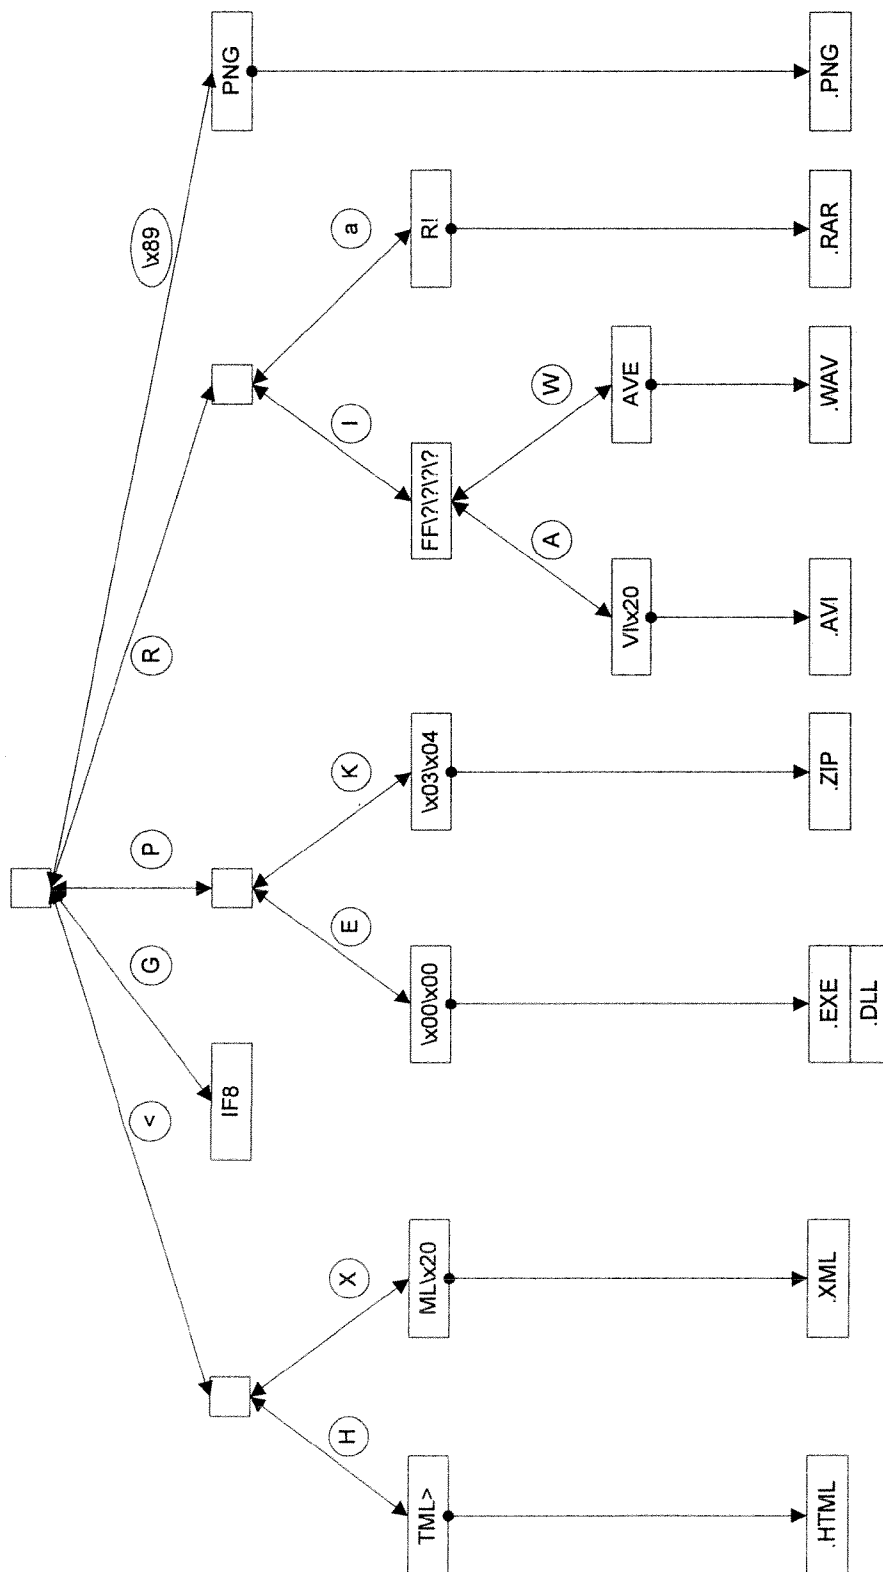 <
G
P
R
\x89
IF8
PNG
H
X
E
K
I
a
TML>
ML\x20
\x00\x00
\x03\x04
FF\?\?\?\?
R!
A
W
VI\x20
AVE
.HTML
.XML
.EXE
.DLL
.ZIP
.AVI
.WAV
.RAR
.PNG